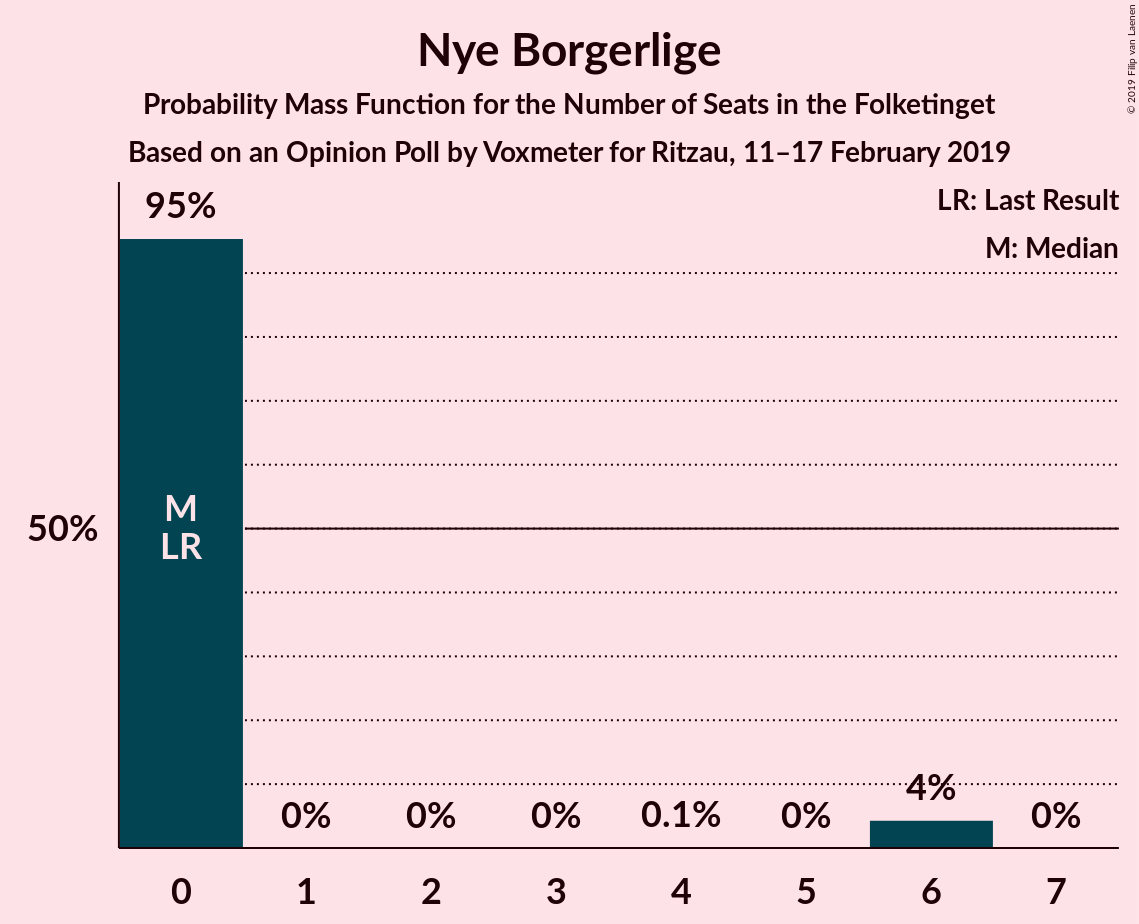 Nye Borgerlige
Probability Mass Function for the Number of Seats in the Folketinget
Based on an Opinion Poll by Voxmeter for Ritzau, 11–17 February 2019
© 2019 Filip van Laenen
LR: Last Result
M: Median
95%
50%
M
LR
0%
0%
0%
0.1%
0%
4%
0%
0
1
2
3
4
5
6
7